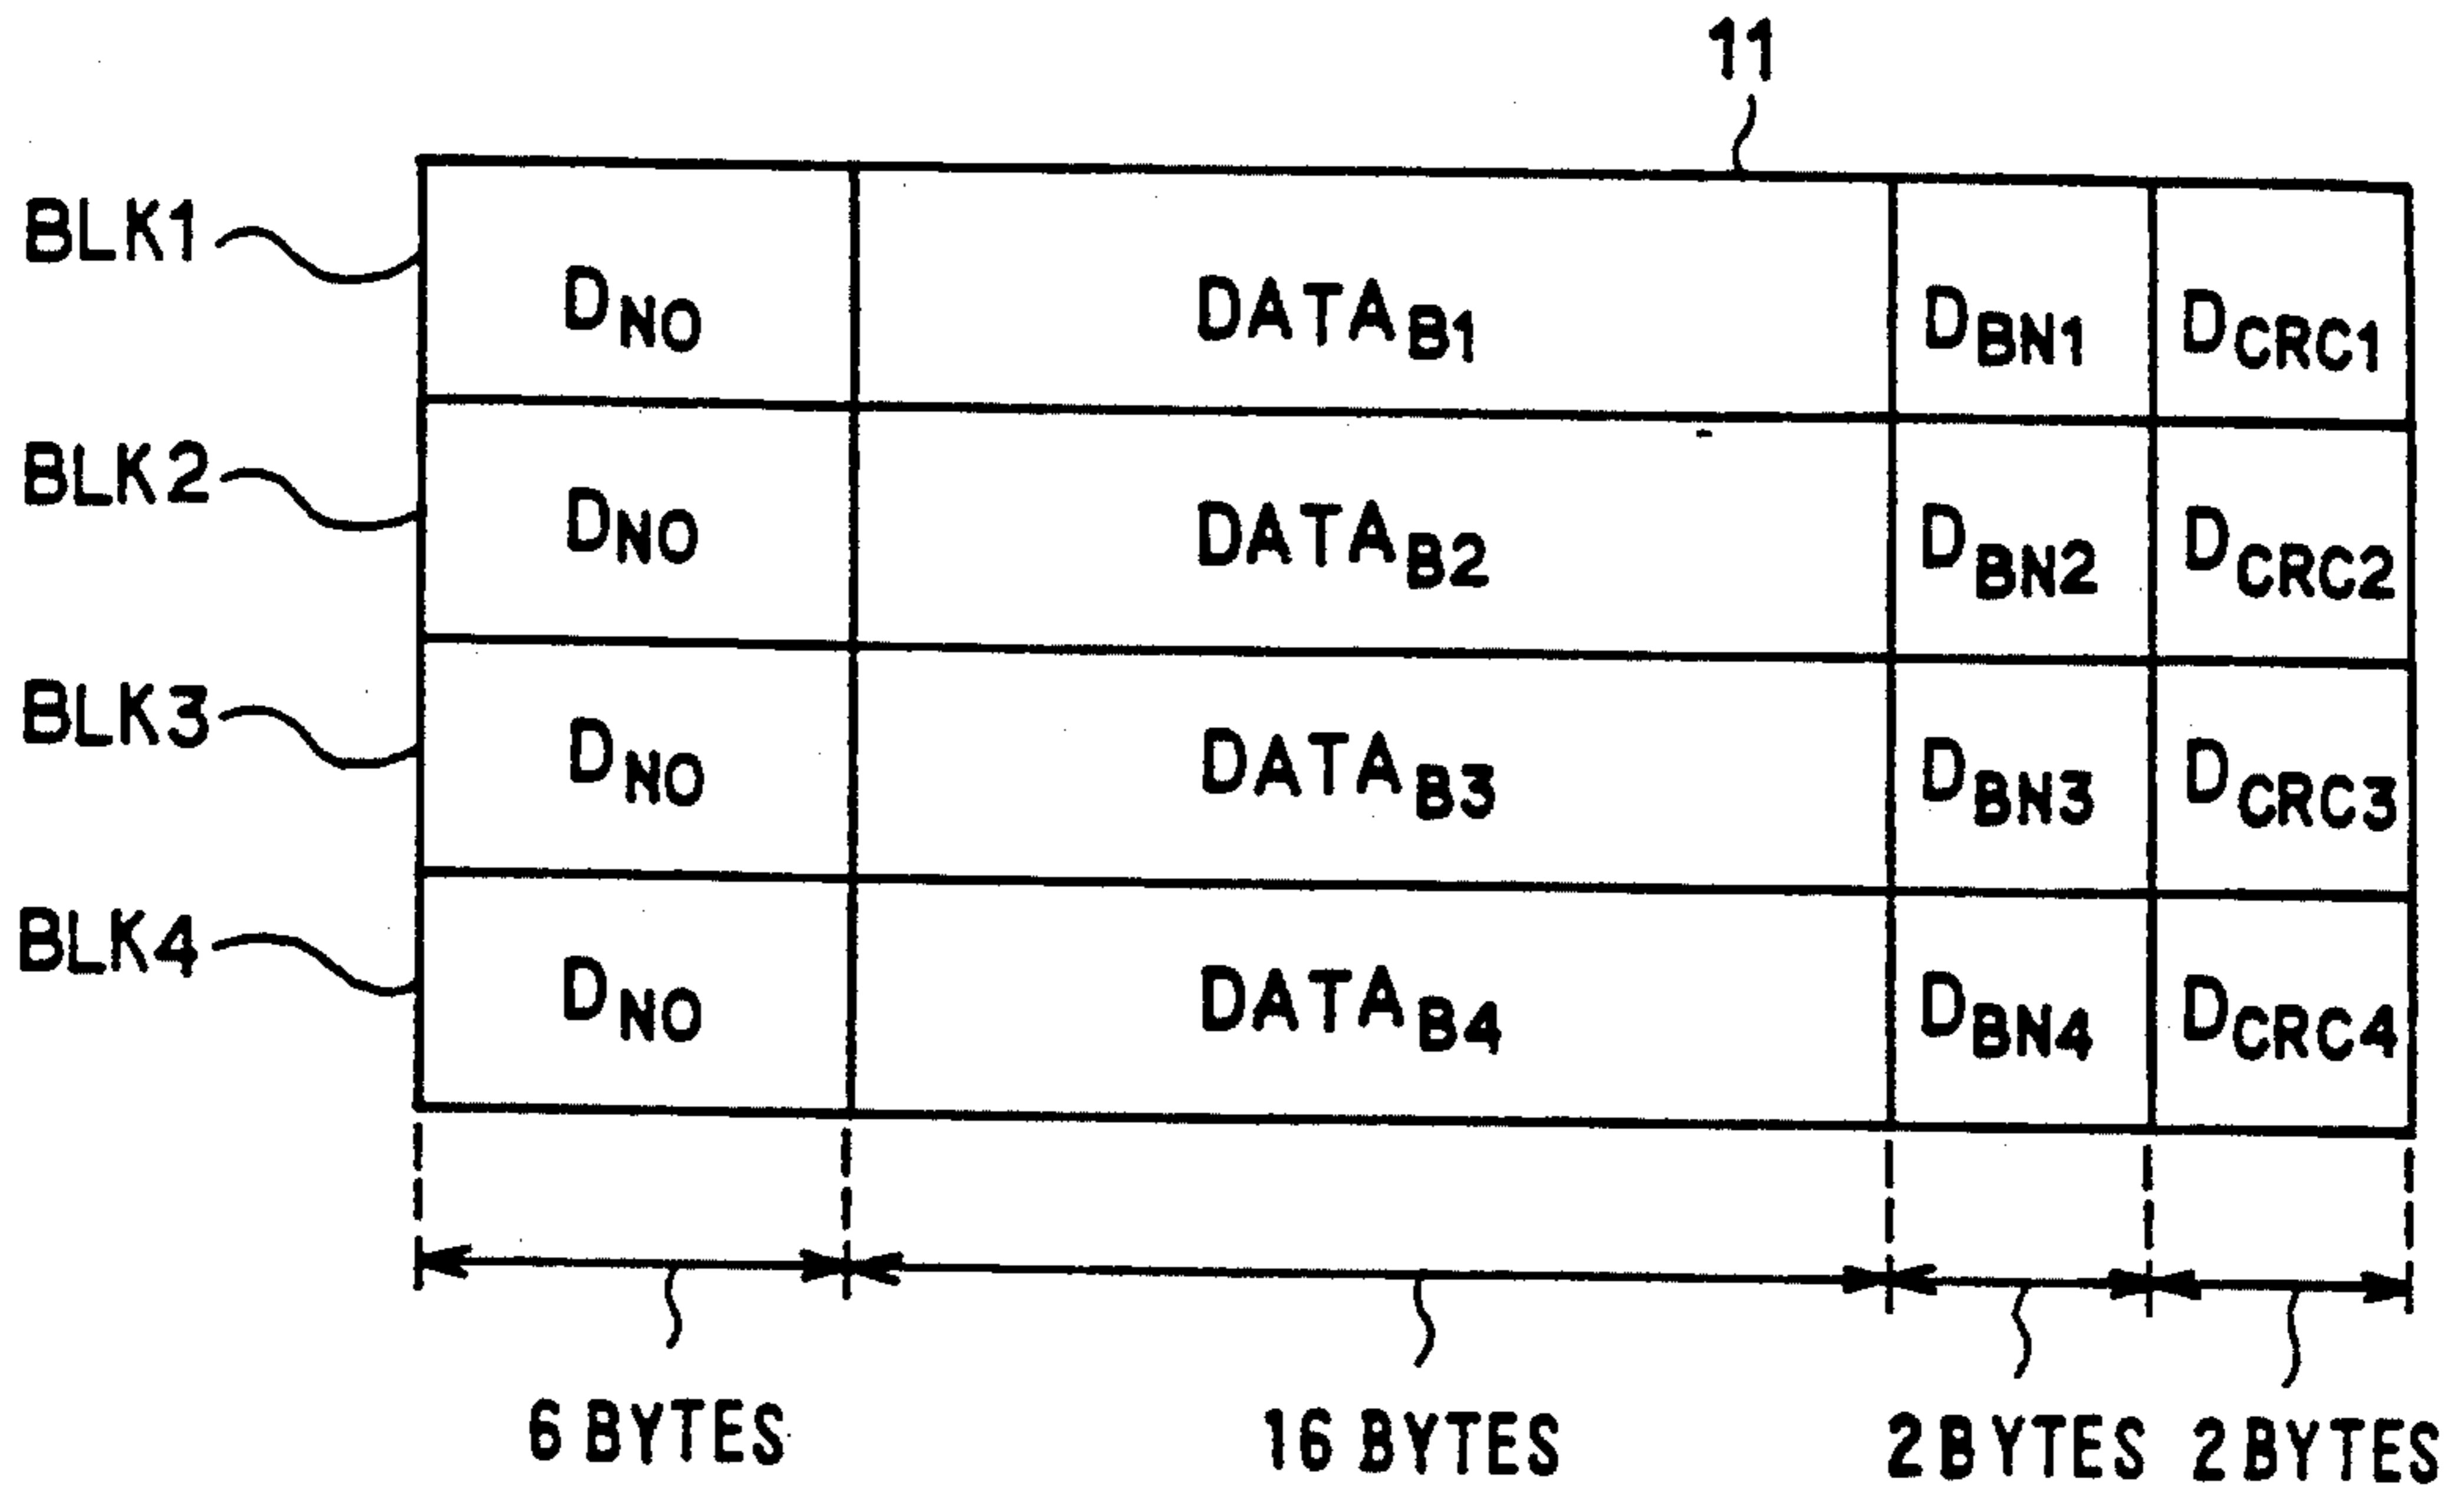 11
BLK1 DNO DATAB1 DBN1 DCRC1
BLK2 DNO DATAB2 DBN2 DCRC2
BLK3 DNO DATAB3 DBN3 DCRC3
BLK4 DNO DATAB4 DBN4 DCRC4
6 BYTES 16 BYTES 2 BYTES 2 BYTES